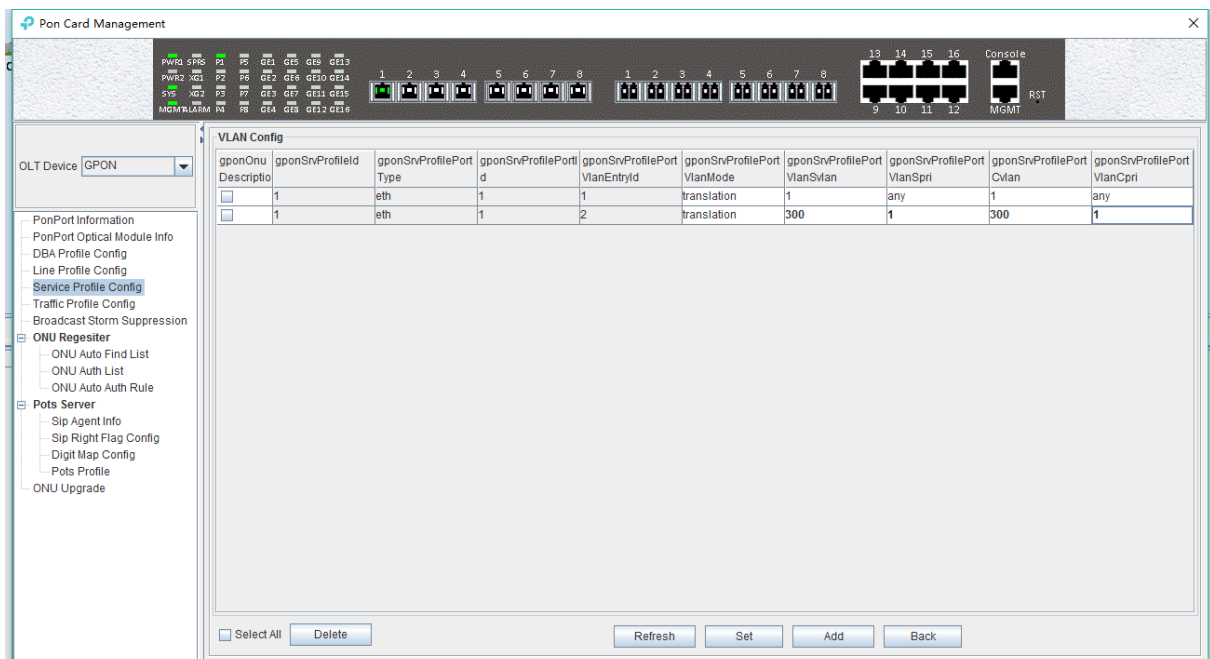 Pon Card Management
PWR1 SPRS P1 P5 GE1 GE5 GE9 GE13
PWR2 XG1 P2 P6 GE2 GE6 GE10 GE14
SYS XG2 P3 P7 GE3 GE7 GE11 GE15
MGMT ALARM P4 P8 GE4 GE8 GE12 GE16
1 2 3 4 5 6 7 8 1 2 3 4 5 6 7 8
13 14 15 16 Console
9 10 11 12 MGMT
RST
OLT Device GPON
PonPort Information
PonPort Optical Module Info
DBA Profile Config
Line Profile Config
Service Profile Config
Traffic Profile Config
Broadcast Storm Suppression
ONU Regesiter
ONU Auto Find List
ONU Auth List
ONU Auto Auth Rule
Pots Server
Sip Agent Info
Sip Right Flag Config
Digit Map Config
Pots Profile
ONU Upgrade
VLAN Config
gponOnu gponSrvProfileId gponSrvProfilePort gponSrvProfilePortI gponSrvProfilePort gponSrvProfilePort gponSrvProfilePort gponSrvProfilePort gponSrvProfilePort gponSrvProfilePort
Descriptio Type d VlanEntryId VlanMode VlanSvlan VlanSpri Cvlan VlanCpri
1 eth 1 1 translation 1 any 1 any
1 eth 1 2 translation 300 1 300 1
Select All Delete Refresh Set Add Back